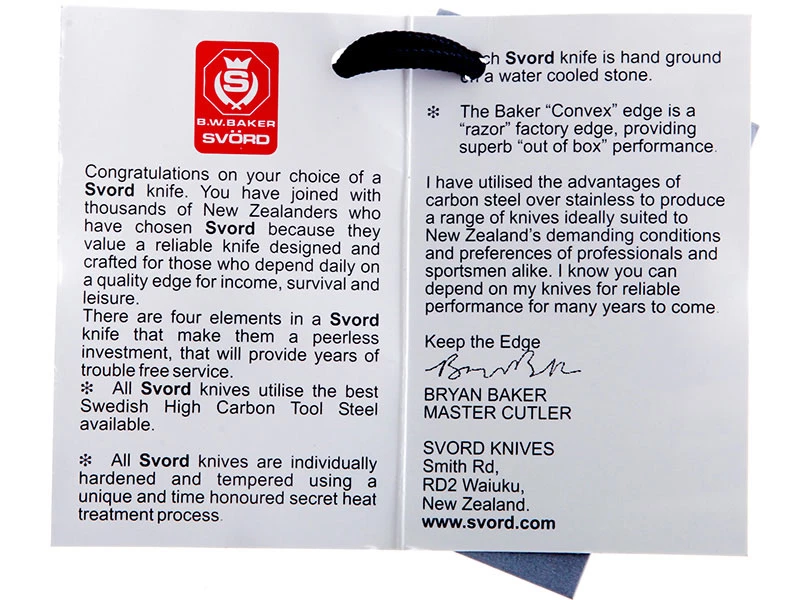 S
B.W.BAKER
SVÖRD
Congratulations on your choice of a
Svord knife. You have joined with
thousands of New Zealanders who
have chosen Svord because they
value a reliable knife designed and
crafted for those who depend daily on
a quality edge for income, survival and
leisure.
There are four elements in a Svord
knife that make them a peerless
investment, that will provide years of
trouble free service.
✻ All Svord knives utilise the best
Swedish High Carbon Tool Steel
available.
✻ All Svord knives are individually
hardened and tempered using a
unique and time honoured secret heat
treatment process.
Svord knife is hand ground
a water cooled stone.
✻ The Baker “Convex” edge is a
“razor” factory edge, providing
superb “out of box” performance.
I have utilised the advantages of
carbon steel over stainless to produce
a range of knives ideally suited to
New Zealand’s demanding conditions
and preferences of professionals and
sportsmen alike. I know you can
depend on my knives for reliable
performance for many years to come.
Keep the Edge
BRYAN BAKER
MASTER CUTLER
SVORD KNIVES
Smith Rd,
RD2 Waiuku,
New Zealand.
www.svord.com